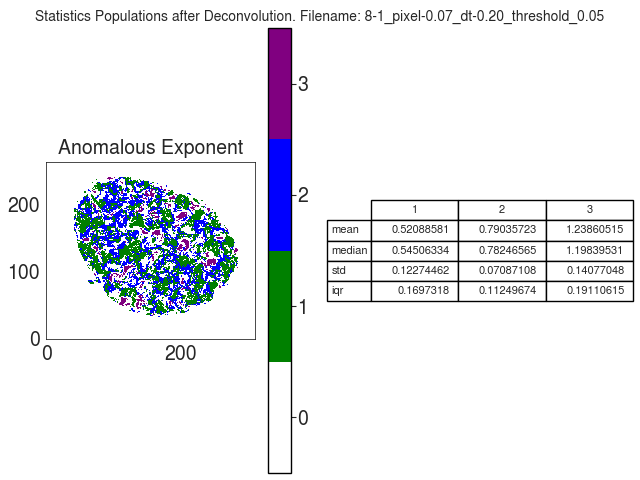 Statistics Populations after Deconvolution. Filename: 8-1_pixel-0.07_dt-0.20_threshold_0.05
Anomalous Exponent
200
100
0
0 200
3
2
1
0
1 2 3
mean 0.52088581 0.79035723 1.23860515
median 0.54506334 0.78246565 1.19839531
std 0.12274462 0.07087108 0.14077048
iqr 0.1697318 0.11249674 0.19110615